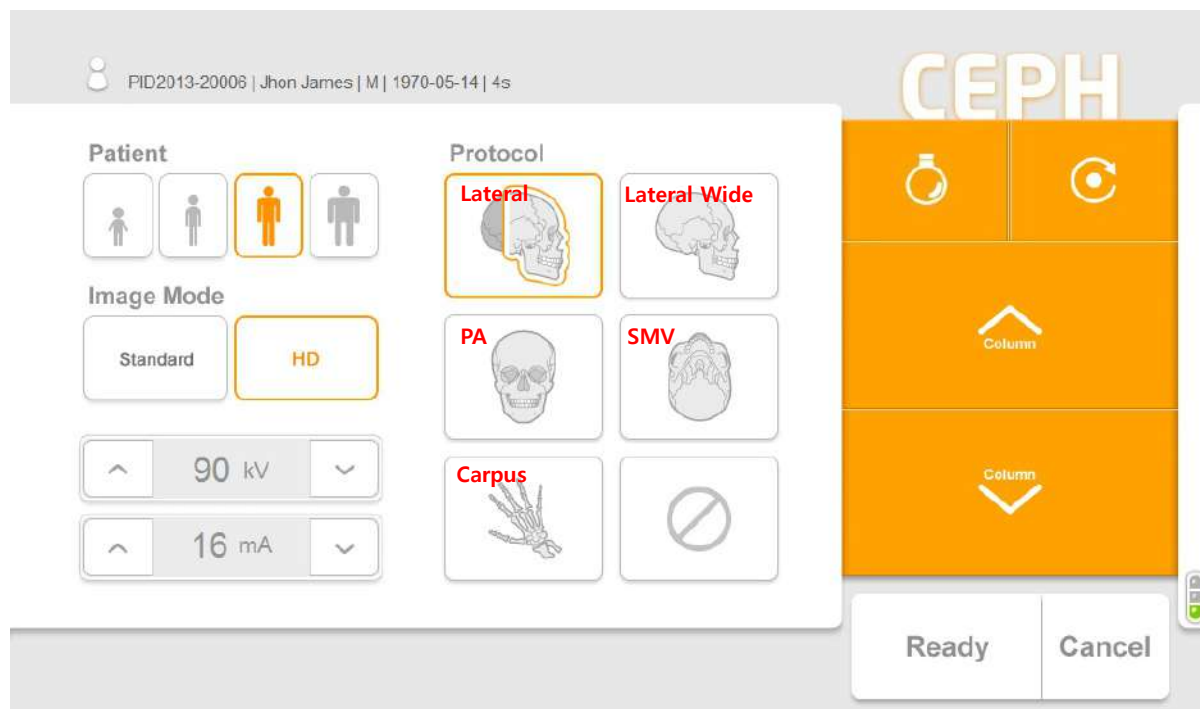 PID2013-20006 | Jhon James | M | 1970-05-14 | 4s
CEPH
Patient
Protocol
Lateral
Lateral Wide
Image Mode
Standard
HD
PA
SMV
Column
90 kV
Carpus
Column
16 mA
Ready
Cancel